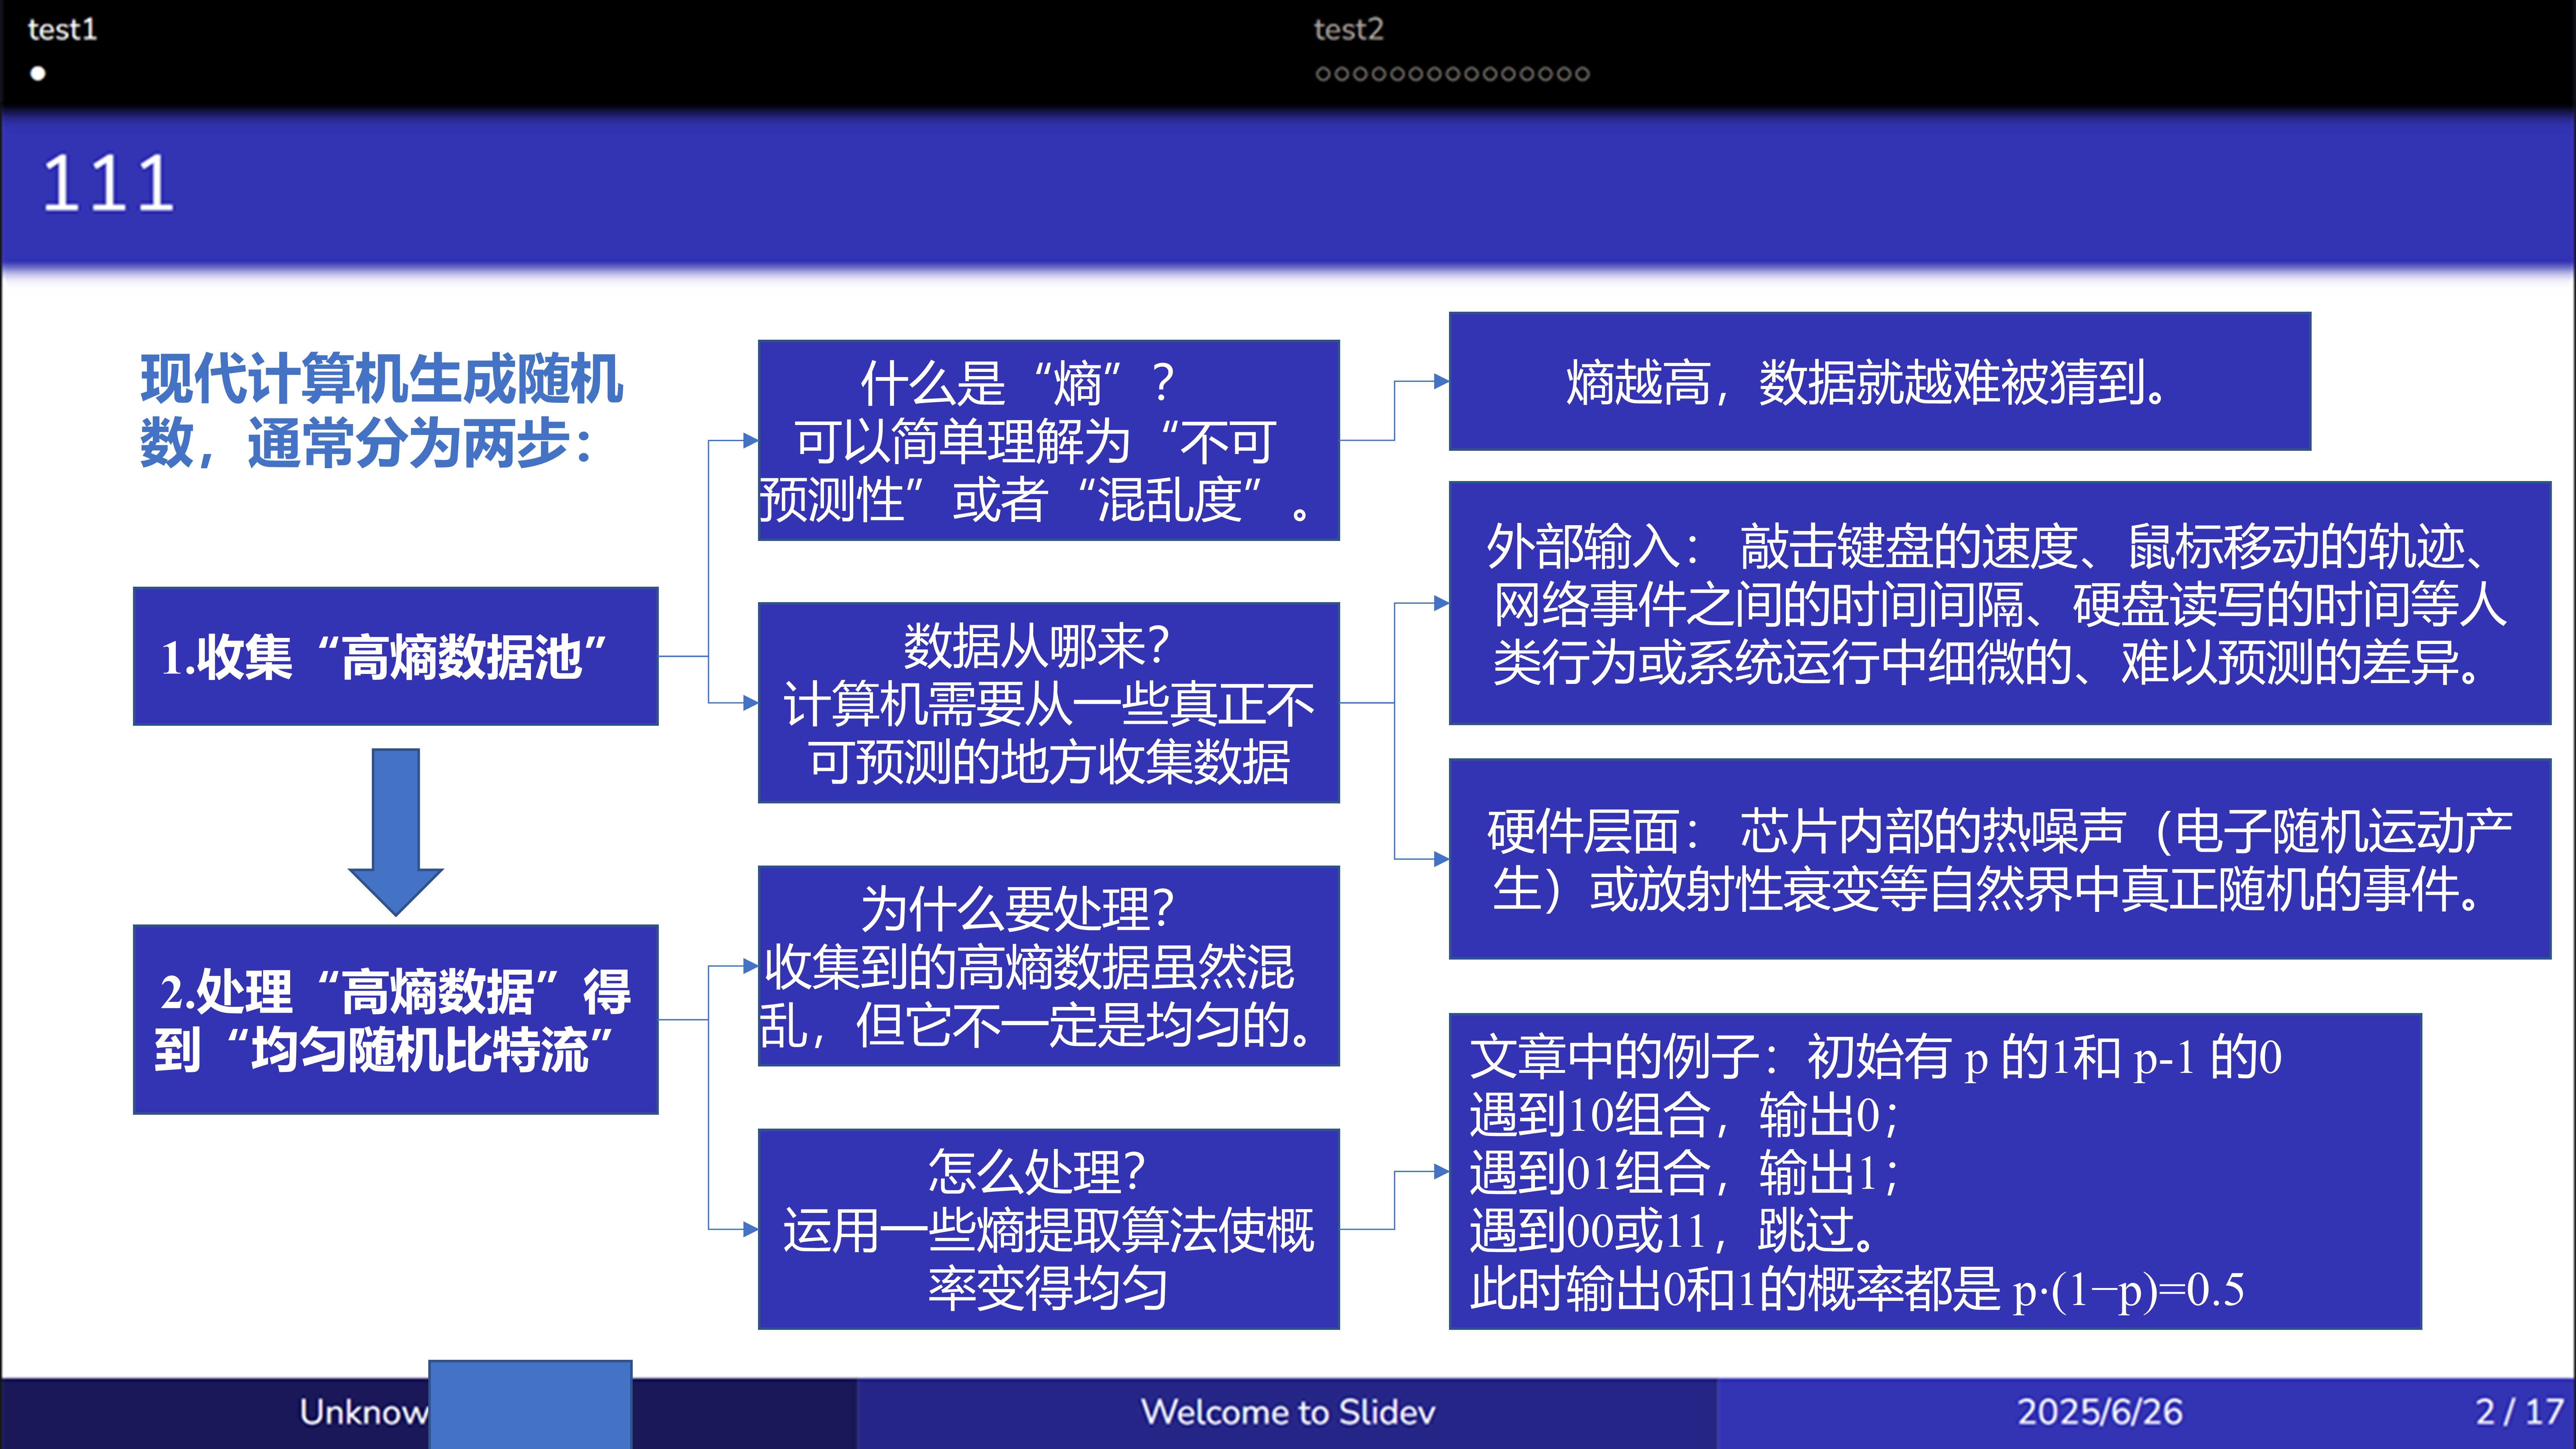 test1
test2
111
现代计算机生成随机
数，通常分为两步：
1.收集“高熵数据池”
2.处理“高熵数据”得
到“均匀随机比特流”
什么是“熵”？
可以简单理解为“不可
预测性”或者“混乱度”。
数据从哪来？
计算机需要从一些真正不
可预测的地方收集数据
为什么要处理？
收集到的高熵数据虽然混
乱，但它不一定是均匀的。
怎么处理？
运用一些熵提取算法使概
率变得均匀
熵越高，数据就越难被猜到。
外部输入： 敲击键盘的速度、鼠标移动的轨迹、
网络事件之间的时间间隔、硬盘读写的时间等人
类行为或系统运行中细微的、难以预测的差异。
硬件层面： 芯片内部的热噪声（电子随机运动产
生）或放射性衰变等自然界中真正随机的事件。
文章中的例子：初始有 p 的1和 p-1 的0
遇到10组合，输出0；
遇到01组合，输出1；
遇到00或11，跳过。
此时输出0和1的概率都是 p·(1−p)=0.5
Unknow
Welcome to Slidev
2025/6/26
2 / 17